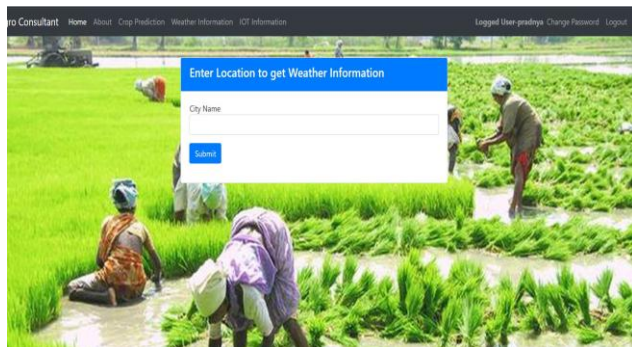 gro Consultant Home About Crop Prediction Weather Information IOT Information Logged User-pradnya Change Password Logout
Enter Location to get Weather Information
City Name
Submit